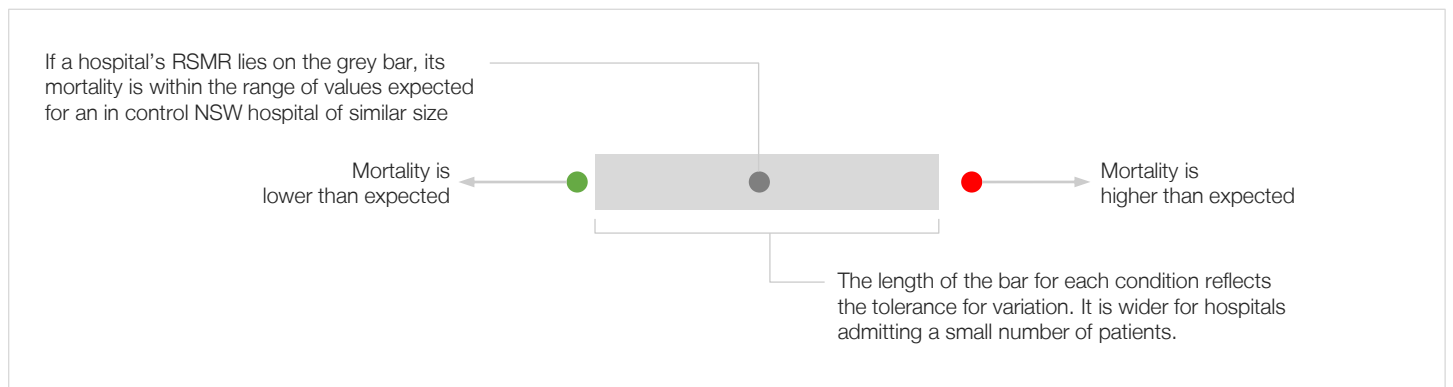 If a hospital's RSMR lies on the grey bar, its
mortality is within the range of values expected
for an in control NSW hospital of similar size
Mortality is
lower than expected
Mortality is
higher than expected
The length of the bar for each condition reflects
the tolerance for variation. It is wider for hospitals
admitting a small number of patients.